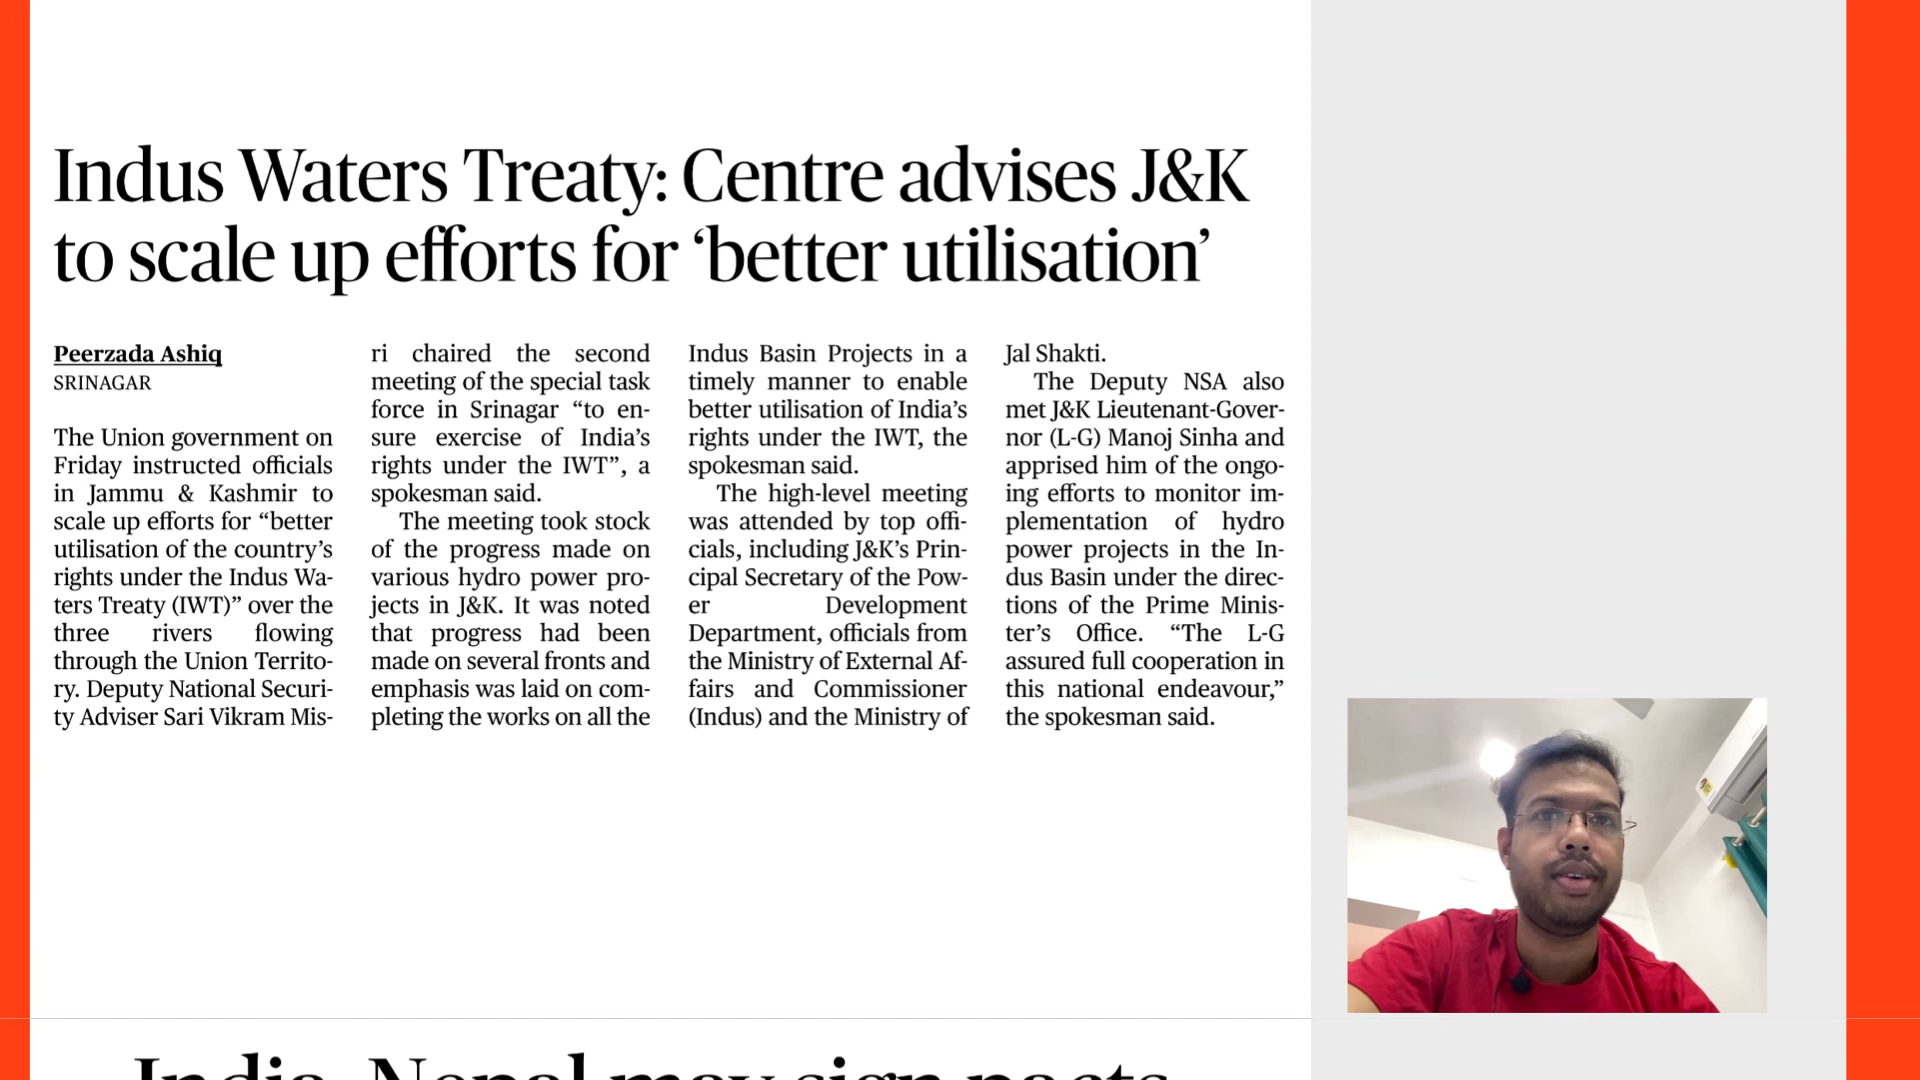 Indus Waters Treaty: Centre advises J&K
to scale up efforts for ‘better utilisation’
Peerzada Ashiq
SRINAGAR
The Union government on
Friday instructed officials
in Jammu & Kashmir to
scale up efforts for “better
utilisation of the country’s
rights under the Indus Wa-
ters Treaty (IWT)” over the
three rivers flowing
through the Union Territo-
ry. Deputy National Securi-
ty Adviser Sari Vikram Mis-
ri chaired the second
meeting of the special task
force in Srinagar “to en-
sure exercise of India’s
rights under the IWT”, a
spokesman said.
The meeting took stock
of the progress made on
various hydro power pro-
jects in J&K. It was noted
that progress had been
made on several fronts and
emphasis was laid on com-
pleting the works on all the
Indus Basin Projects in a
timely manner to enable
better utilisation of India’s
rights under the IWT, the
spokesman said.
The high-level meeting
was attended by top offi-
cials, including J&K’s Prin-
cipal Secretary of the Pow-
er Development
Department, officials from
the Ministry of External Af-
fairs and Commissioner
(Indus) and the Ministry of
Jal Shakti.
The Deputy NSA also
met J&K Lieutenant-Gover-
nor (L-G) Manoj Sinha and
apprised him of the ongo-
ing efforts to monitor im-
plementation of hydro
power projects in the In-
dus Basin under the direc-
tions of the Prime Minis-
ter’s Office. “The L-G
assured full cooperation in
this national endeavour,”
the spokesman said.
India, Nepal may sign pacts